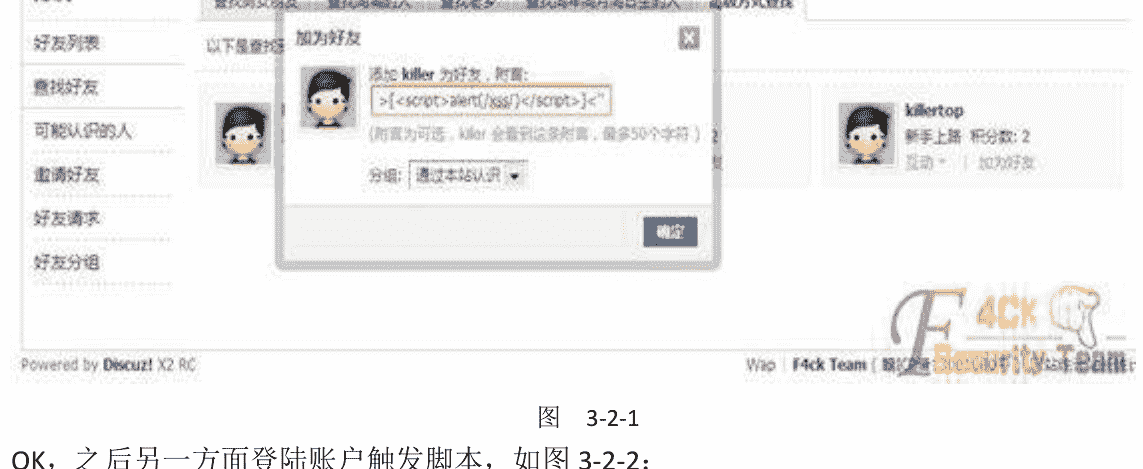 好友列表
查找好友
可能认识的人
邀请好友
好友请求
好友分组
以下是查找
加为好友
添加 killer 为好友，附言:
>[<script>alert(/xss/)</script>]<"
(附言为可选，killer 会看到这条附言，最多50个字符 )
分组: 通过本站认识
确定
killertop
新手上路 积分数: 2
互动 | 加为好友
F4ck
Security Team
Powered by Discuz! X2 RC
Wap | F4ck Team (
图 3-2-1
OK，之后另一方面登陆账户触发脚本，如图 3-2-2：